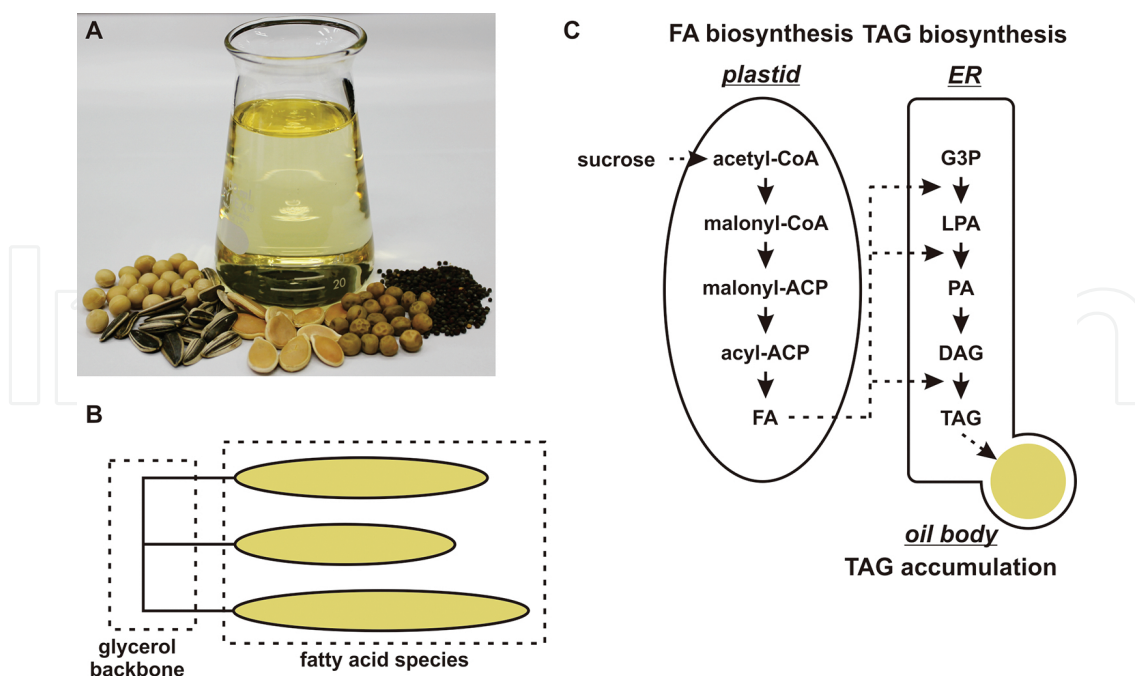 A
20
B
glycerol
backbone
fatty acid species
C
FA biosynthesis TAG biosynthesis
plastid
ER
sucrose
acetyl-CoA
malonyl-CoA
malonyl-ACP
acyl-ACP
FA
G3P
LPA
PA
DAG
TAG
oil body
TAG accumulation